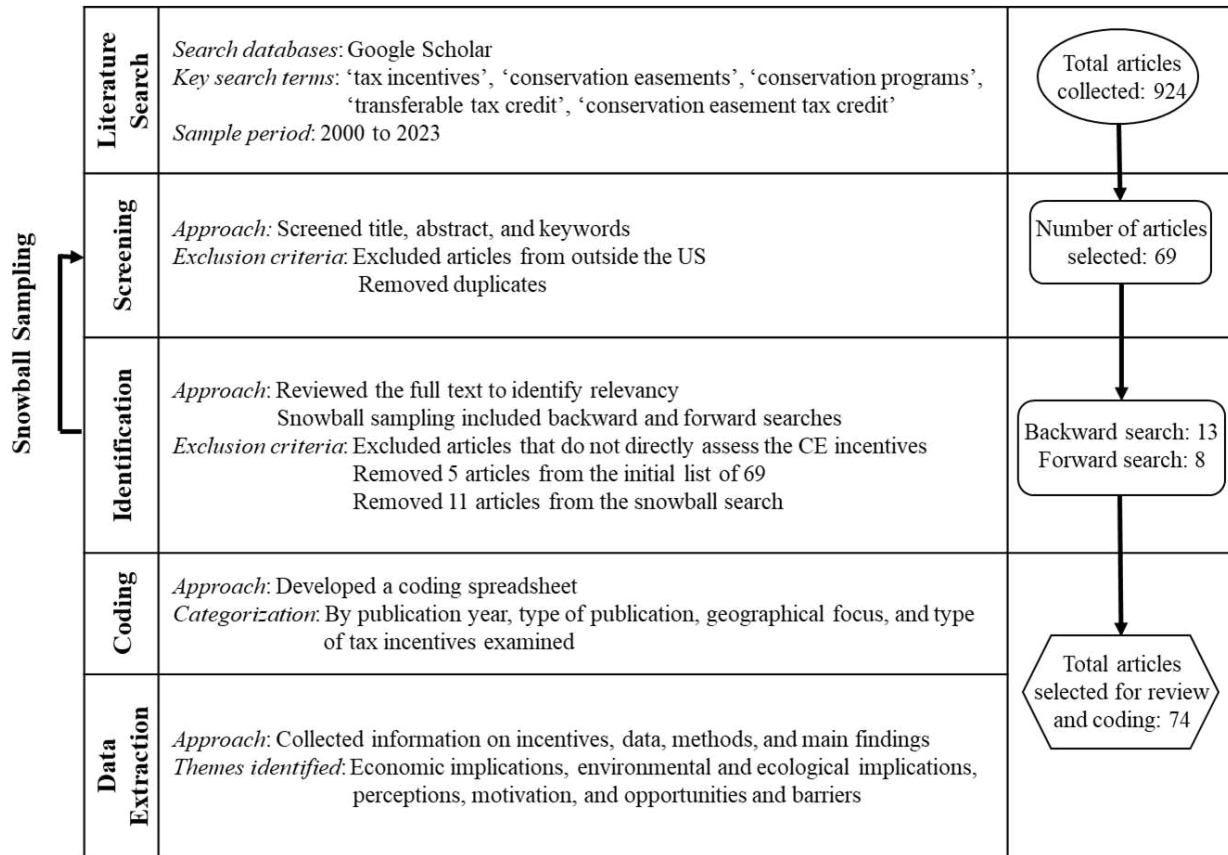 Snowball Sampling
Literature
Search
Search databases: Google Scholar
Key search terms: ‘tax incentives’, ‘conservation easements’, ‘conservation programs’,
‘transferable tax credit’, ‘conservation easement tax credit’
Sample period: 2000 to 2023
Total articles
collected: 924
Screening
Approach: Screened title, abstract, and keywords
Exclusion criteria: Excluded articles from outside the US
Removed duplicates
Number of articles
selected: 69
Identification
Approach: Reviewed the full text to identify relevancy
Snowball sampling included backward and forward searches
Exclusion criteria: Excluded articles that do not directly assess the CE incentives
Removed 5 articles from the initial list of 69
Removed 11 articles from the snowball search
Backward search: 13
Forward search: 8
Coding
Approach: Developed a coding spreadsheet
Categorization: By publication year, type of publication, geographical focus, and type
of tax incentives examined
Total articles
selected for review
and coding: 74
Data
Extraction
Approach: Collected information on incentives, data, methods, and main findings
Themes identified: Economic implications, environmental and ecological implications,
perceptions, motivation, and opportunities and barriers